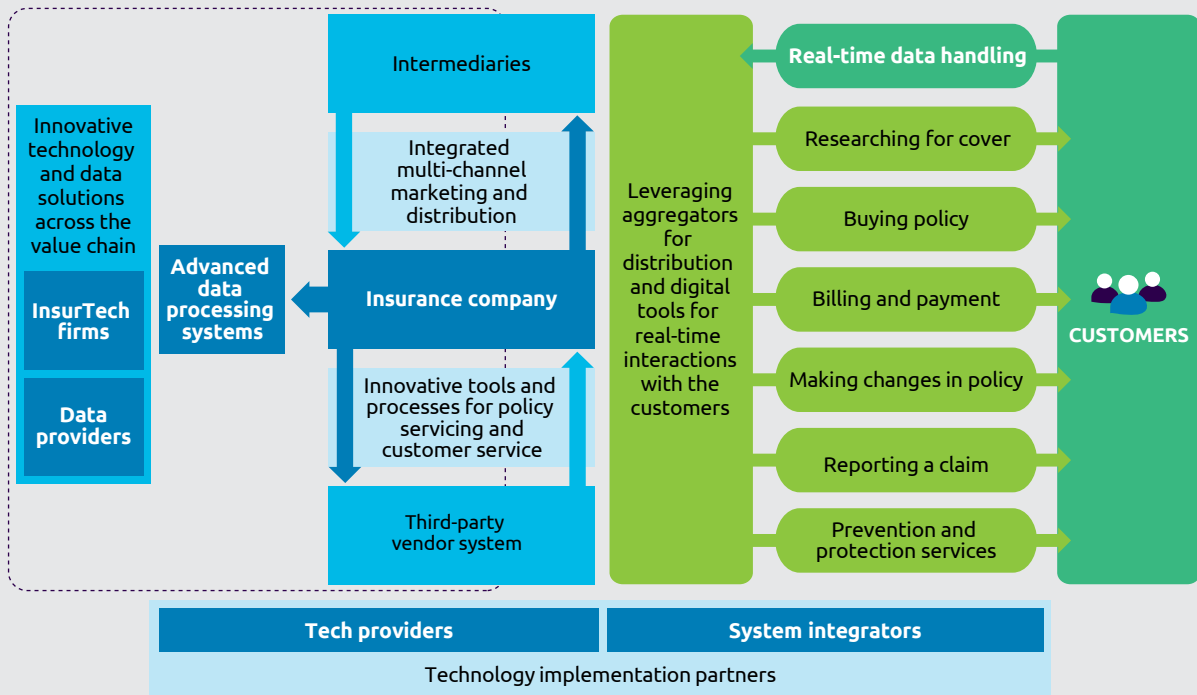 Innovative
technology
and data
solutions
across the
value chain
InsurTech
firms
Data
providers
Advanced
data
processing
systems
Intermediaries
Integrated
multi-channel
marketing and
distribution
Insurance company
Innovative tools and
processes for policy
servicing and
customer service
Third-party
vendor system
Leveraging
aggregators
for
distribution
and digital
tools for
real-time
interactions
with the
customers
Real-time data handling
Researching for cover
Buying policy
Billing and payment
Making changes in policy
Reporting a claim
Prevention and
protection services
CUSTOMERS
Tech providers
System integrators
Technology implementation partners